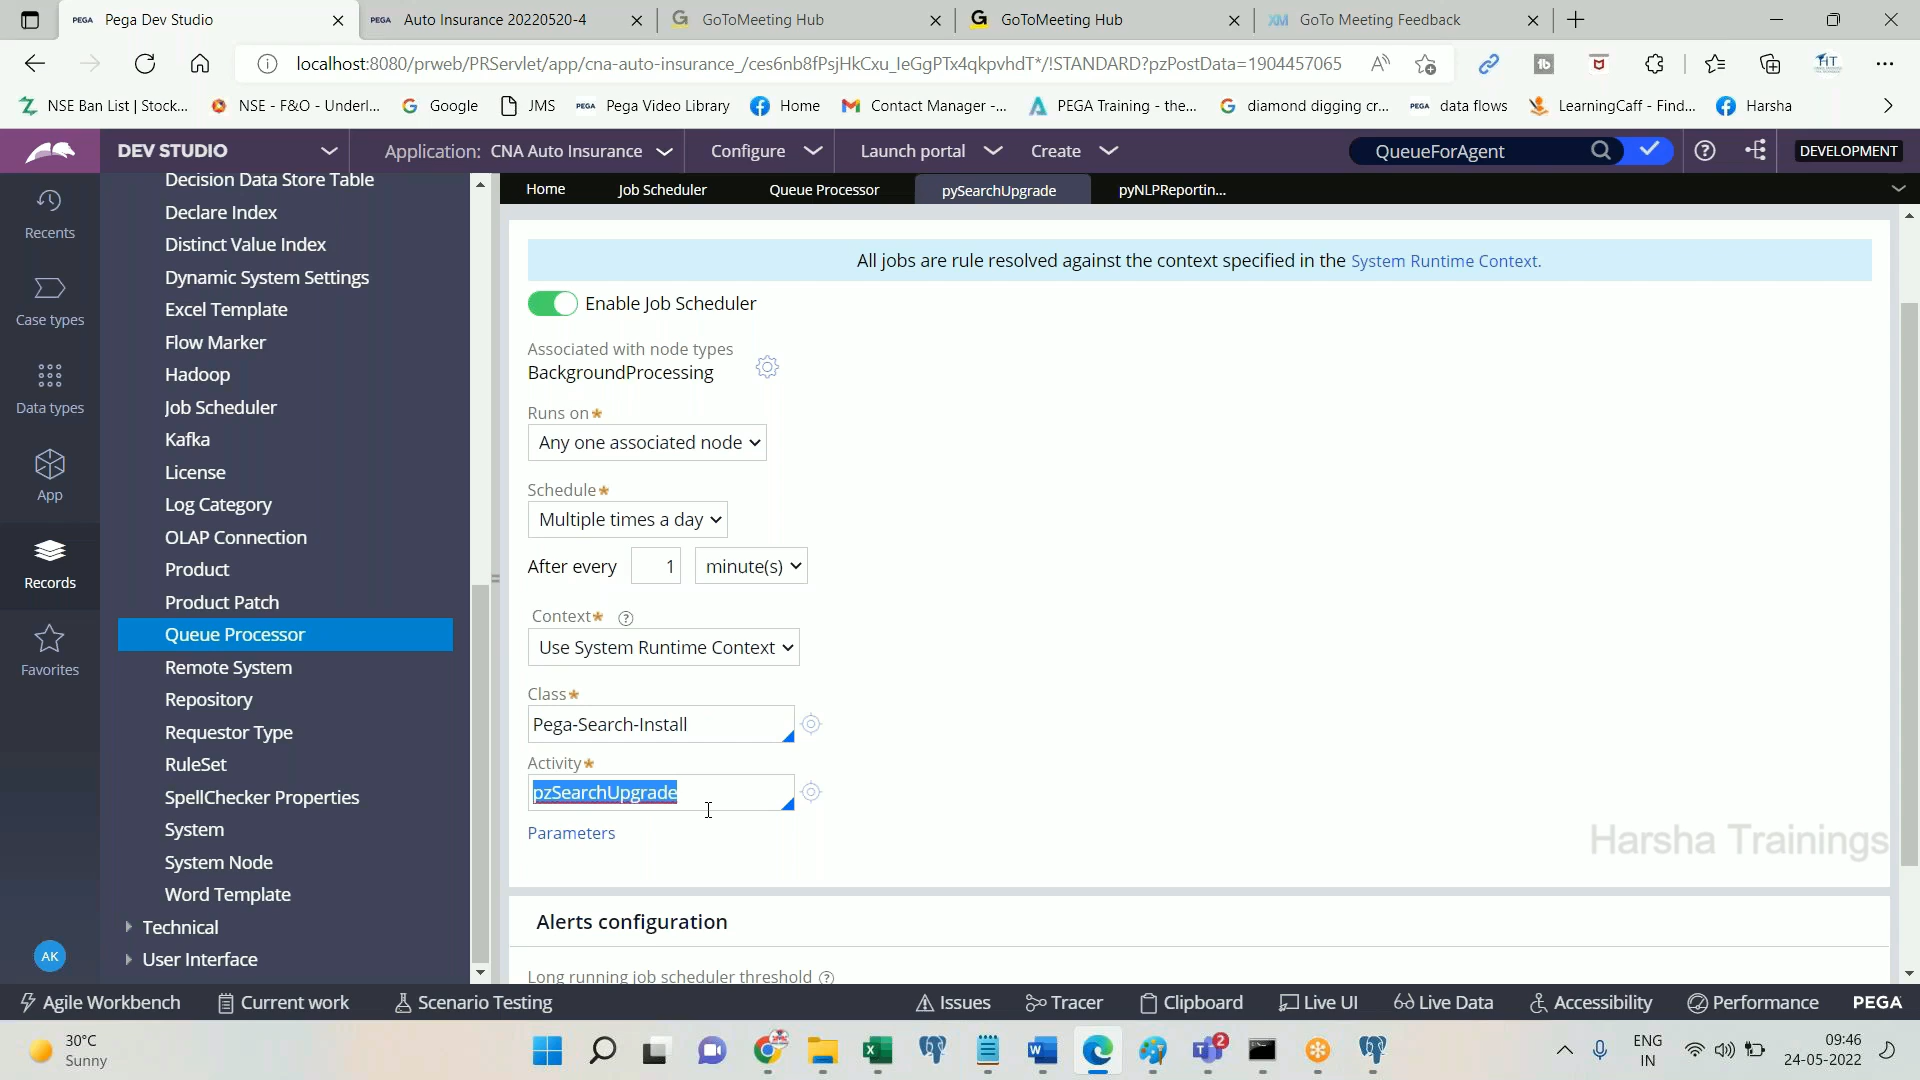 PEGA Pega Dev Studio
PEGA Auto Insurance 20220520-4
GoToMeeting Hub
GoToMeeting Hub
XM GoTo Meeting Feedback
localhost:8080/prweb/PRServlet/app/cna-auto-insurance_/ces6nb8fPsjHkCxu_IeGgPTx4qkpvhdT*/!STANDARD?pzPostData=1904457065
NSE Ban List | Stock...
NSE - F&O - Underl...
Google
JMS
PEGA Pega Video Library
Home
Contact Manager -...
PEGA Training - the...
diamond digging cr...
PEGA data flows
LearningCaff - Find...
Harsha
DEV STUDIO
Application: CNA Auto Insurance
Configure
Launch portal
Create
QueueForAgent
DEVELOPMENT
Recents
Case types
Data types
App
Records
Favorites
AK
Decision Data Store Table
Declare Index
Distinct Value Index
Dynamic System Settings
Excel Template
Flow Marker
Hadoop
Job Scheduler
Kafka
License
Log Category
OLAP Connection
Product
Product Patch
Queue Processor
Remote System
Repository
Requestor Type
RuleSet
SpellChecker Properties
System
System Node
Word Template
Technical
User Interface
Home
Job Scheduler
Queue Processor
pySearchUpgrade
pyNLPReportin...
All jobs are rule resolved against the context specified in the System Runtime Context.
Enable Job Scheduler
Associated with node types
BackgroundProcessing
Runs on*
Any one associated node
Schedule*
Multiple times a day
After every 1 minute(s)
Context* ?
Use System Runtime Context
Class*
Pega-Search-Install
Activity*
pzSearchUpgrade
Parameters
Harsha Trainings
Alerts configuration
Long running job scheduler threshold ?
Agile Workbench
Current work
Scenario Testing
Issues
Tracer
Clipboard
Live UI
Live Data
Accessibility
Performance
PEGA
30°C
Sunny
2
ENG
IN
09:46
24-05-2022